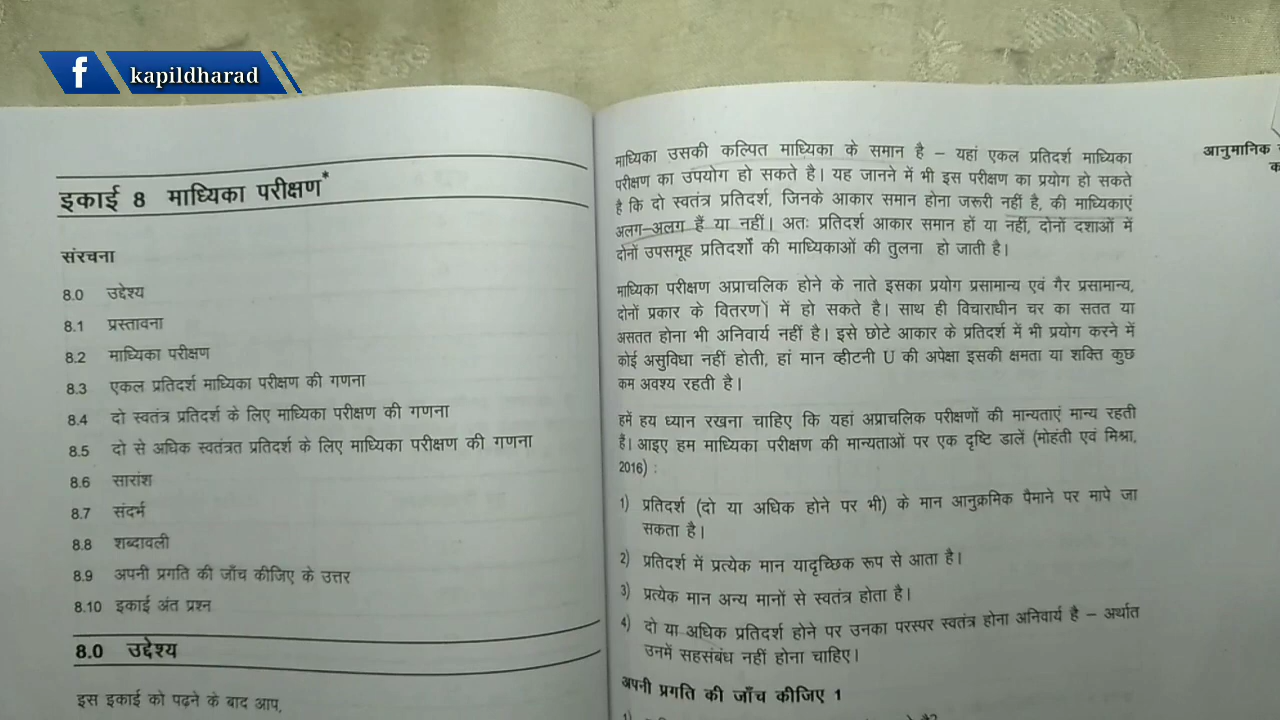 kapildharad
इकाई 8 माध्यिका परीक्षण*
संरचना
8.0 उद्देश्य
8.1 प्रस्तावना
8.2 माध्यिका परीक्षण
8.3 एकल प्रतिदर्श माध्यिका परीक्षण की गणना
8.4 दो स्वतंत्र प्रतिदर्श के लिए माध्यिका परीक्षण की गणना
8.5 दो से अधिक स्वतंत्रत प्रतिदर्श के लिए माध्यिका परीक्षण की गणना
8.6 सारांश
8.7 संदर्भ
8.8 शब्दावली
8.9 अपनी प्रगति की जाँच कीजिए के उत्तर
8.10 इकाई अंत प्रश्न
8.0 उद्देश्य
इस इकाई को पढ़ने के बाद आप,
माध्यिका उसकी कल्पित माध्यिका के समान है – यहां एकल प्रतिदर्श माध्यिका
परीक्षण का उपयोग हो सकते है। यह जानने में भी इस परीक्षण का प्रयोग हो सकते
है कि दो स्वतंत्र प्रतिदर्श, जिनके आकार समान होना जरूरी नहीं है, की माध्यिकाएं
अलग–अलग हैं या नहीं। अतः प्रतिदर्श आकार समान हों या नहीं, दोनों दशाओं में
दोनों उपसमूह प्रतिदर्शों की माध्यिकाओं की तुलना हो जाती है।
माध्यिका परीक्षण अप्राचलिक होने के नाते इसका प्रयोग प्रसामान्य एवं गैर प्रसामान्य,
दोनों प्रकार के वितरणों में हो सकते है। साथ ही विचाराधीन चर का सतत या
असतत होना भी अनिवार्य नहीं है। इसे छोटे आकार के प्रतिदर्श में भी प्रयोग करने में
कोई असुविधा नहीं होती, हां मान व्हीटनी U की अपेक्षा इसकी क्षमता या शक्ति कुछ
कम अवश्य रहती है।
हमें हय ध्यान रखना चाहिए कि यहां अप्राचलिक परीक्षणों की मान्यताएं मान्य रहती
हैं। आइए हम माध्यिका परीक्षण की मान्यताओं पर एक दृष्टि डालें (मोहंती एवं मिश्रा,
2016) :
1) प्रतिदर्श (दो या अधिक होने पर भी) के मान आनुक्रमिक पैमाने पर मापे जा
सकता है।
2) प्रतिदर्श में प्रत्येक मान यादृच्छिक रूप से आता है।
3) प्रत्येक मान अन्य मानों से स्वतंत्र होता है।
4) दो या अधिक प्रतिदर्श होने पर उनका परस्पर स्वतंत्र होना अनिवार्य है – अर्थात
उनमें सहसंबंध नहीं होना चाहिए।
अपनी प्रगति की जाँच कीजिए 1
आनुमानिक